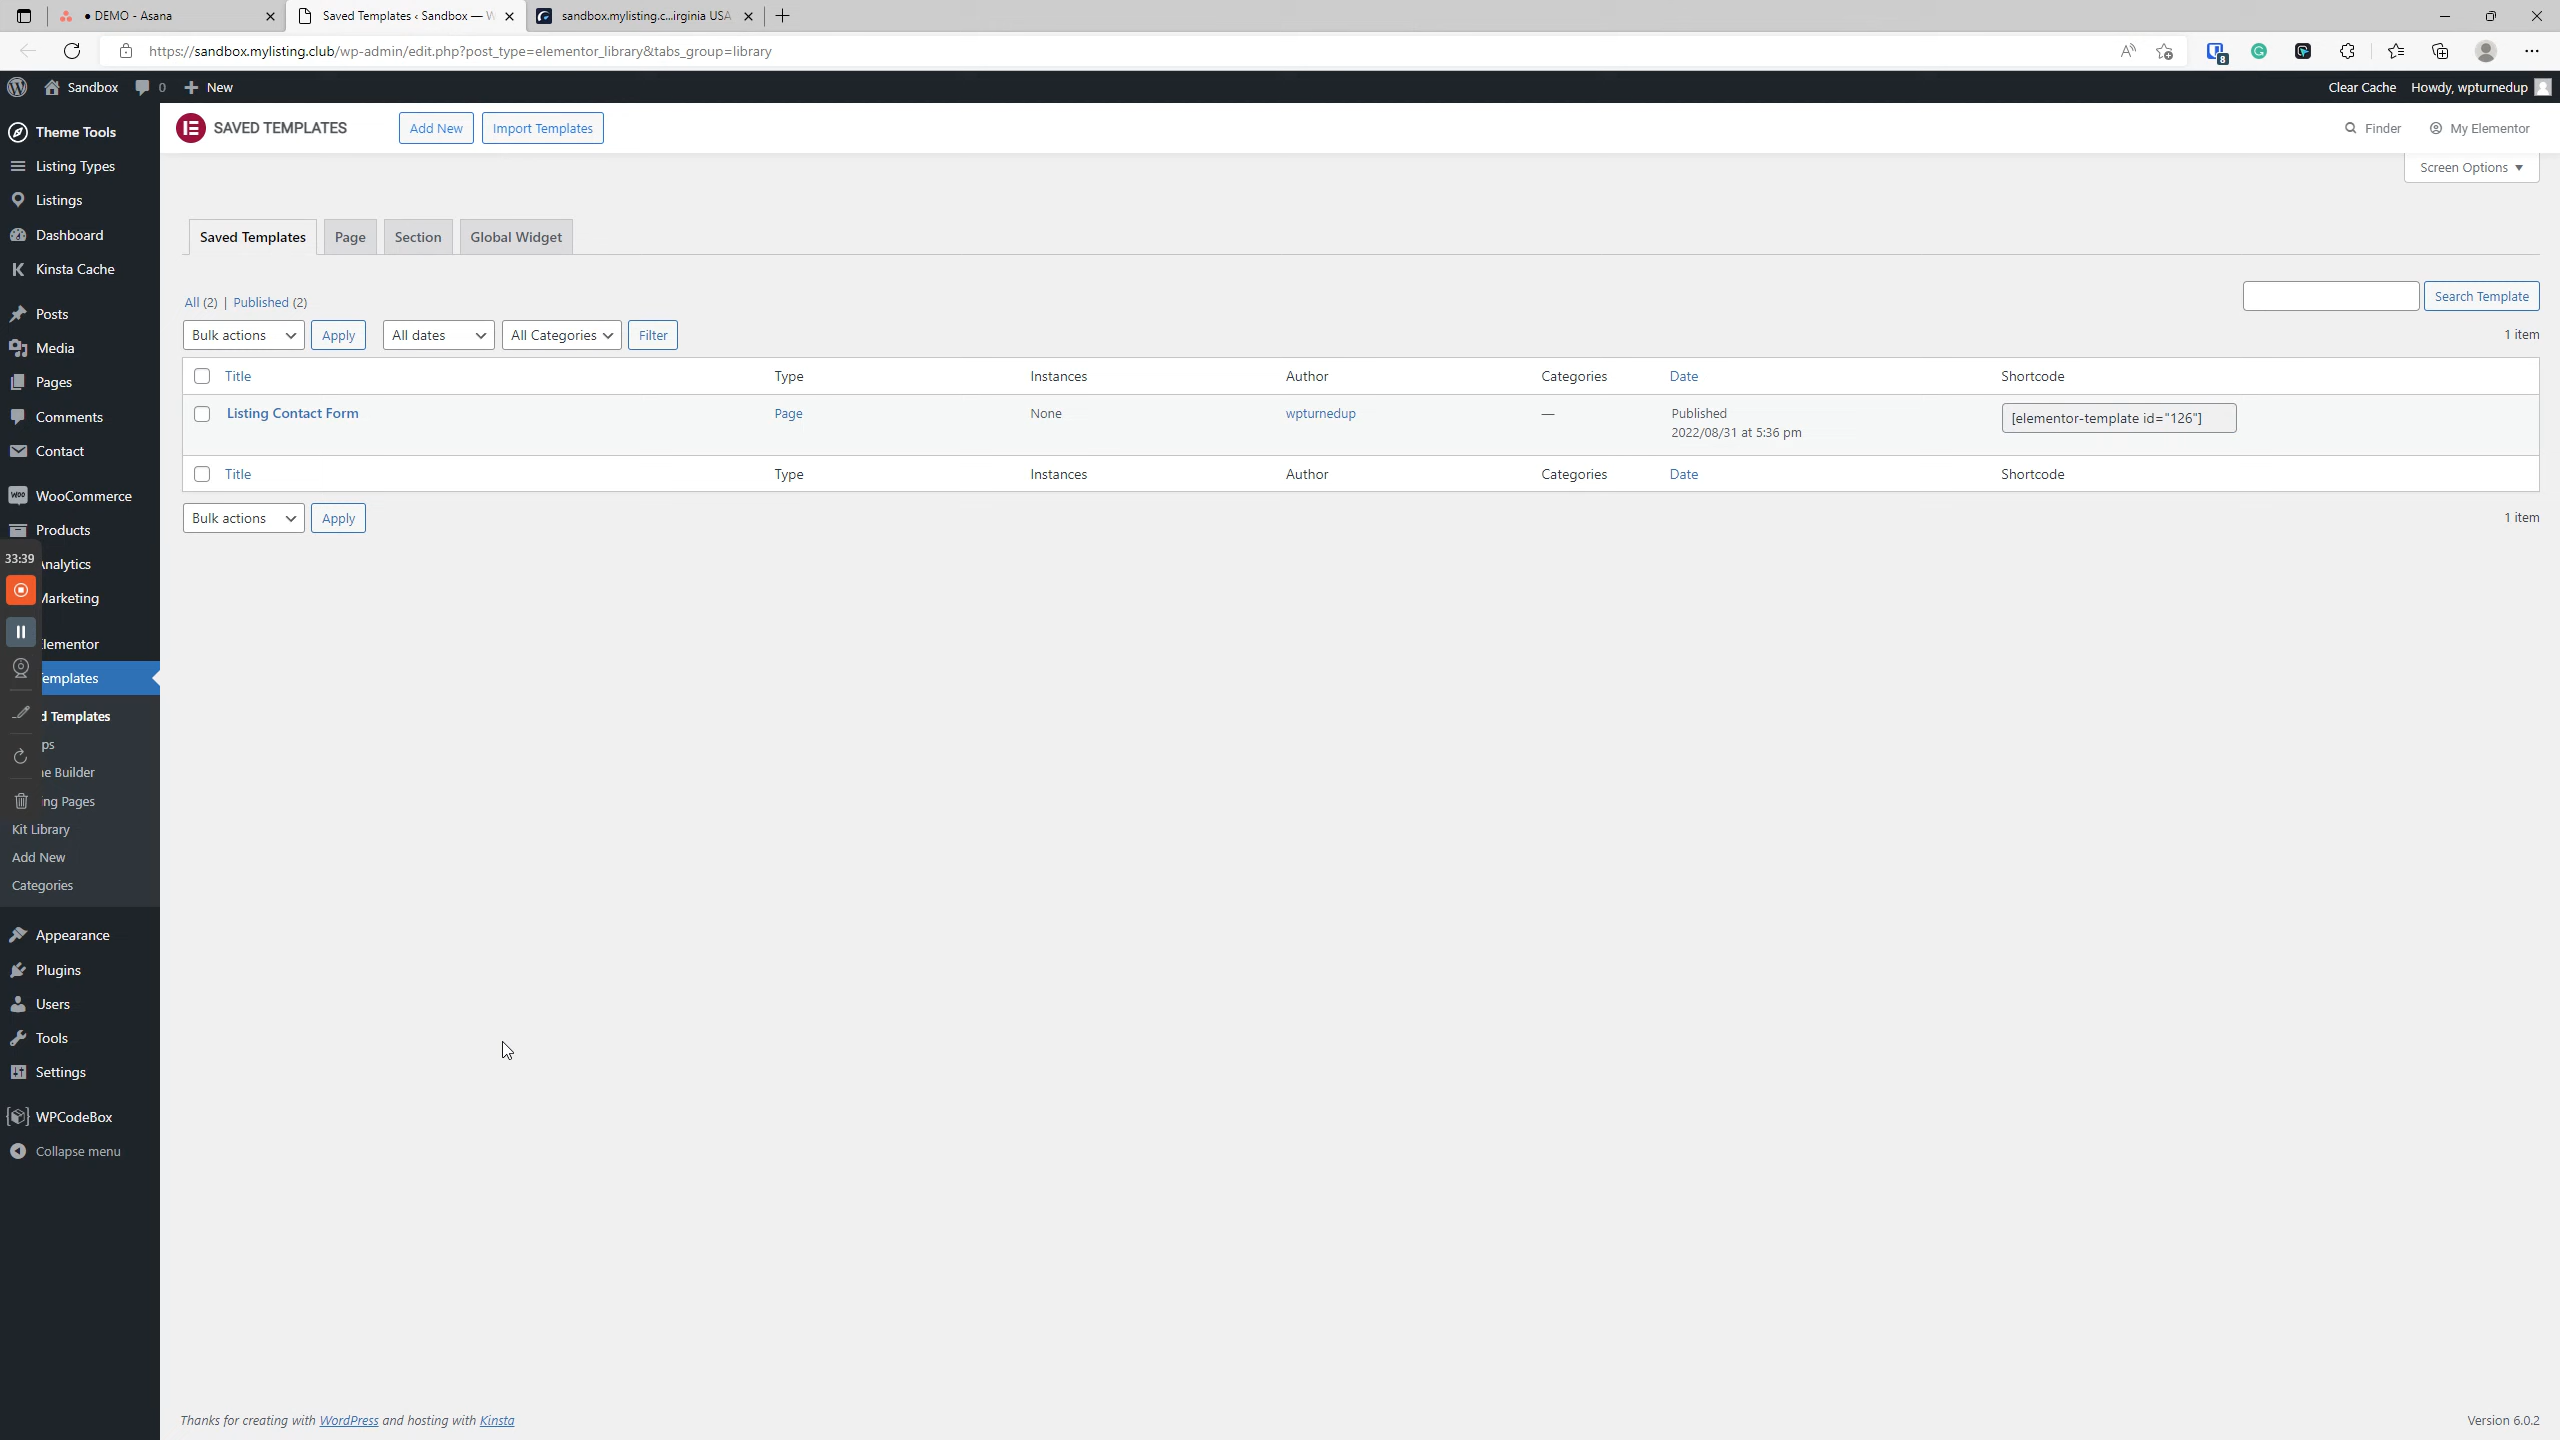 DEMO - Asana
Saved Templates ‹ Sandbox — W
sandbox.mylisting.c...irginia USA
https://sandbox.mylisting.club/wp-admin/edit.php?post_type=elementor_library&tabs_group=library
8
Sandbox
0
New
Clear Cache
Howdy, wpturnedup
Theme Tools
Listing Types
Listings
Dashboard
Kinsta Cache
Posts
Media
Pages
Comments
Contact
WooCommerce
Products
33:39
Analytics
Marketing
lementor
emplates
d Templates
ps
e Builder
ing Pages
Kit Library
Add New
Categories
Appearance
Plugins
Users
Tools
Settings
WPCodeBox
Collapse menu
SAVED TEMPLATES
Add New
Import Templates
Finder
My Elementor
Screen Options
Saved Templates
Page
Section
Global Widget
All (2) | Published (2)
Search Template
Bulk actions
Apply
All dates
All Categories
Filter
1 item
Title
Type
Instances
Author
Categories
Date
Shortcode
Listing Contact Form
Page
None
wpturnedup
—
Published
2022/08/31 at 5:36 pm
[elementor-template id="126"]
Title
Type
Instances
Author
Categories
Date
Shortcode
Bulk actions
Apply
1 item
Thanks for creating with WordPress and hosting with Kinsta
Version 6.0.2